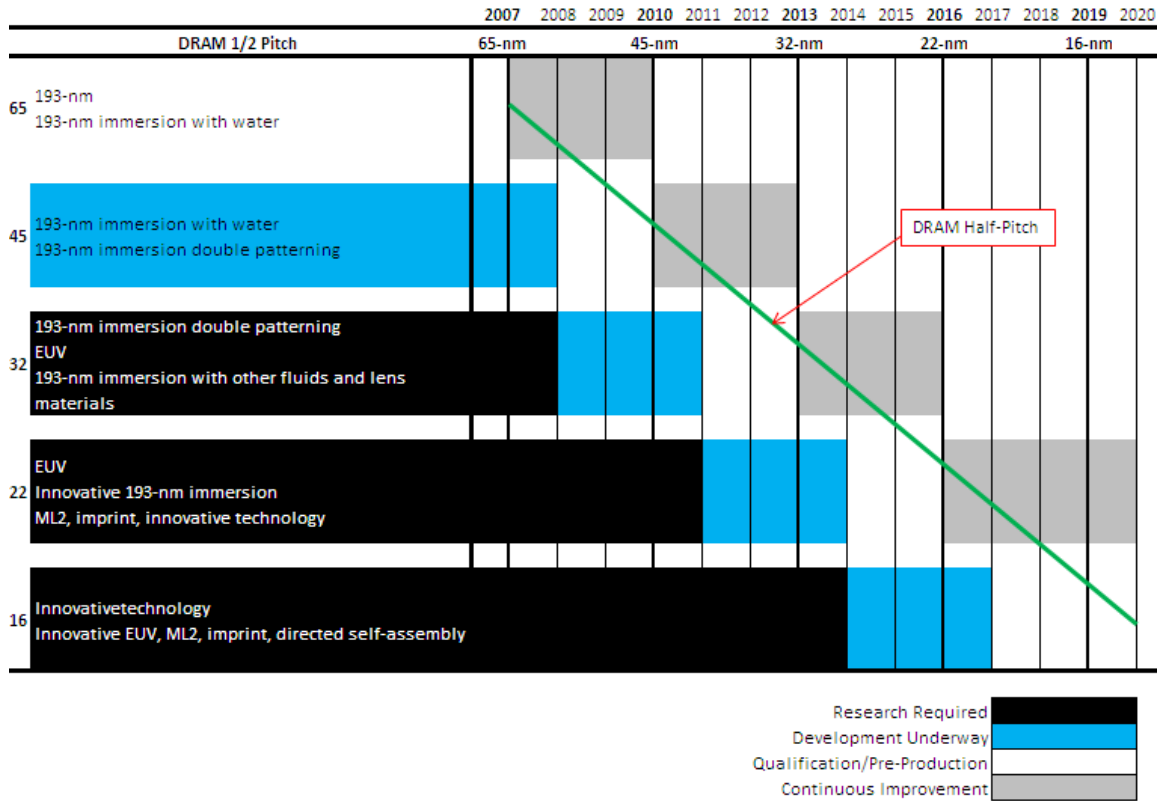 2007 2008 2009 2010 2011 2012 2013 2014 2015 2016 2017 2018 2019 2020
DRAM 1/2 Pitch 65-nm 45-nm 32-nm 22-nm 16-nm
65
193-nm
193-nm immersion with water
45
193-nm immersion with water
193-nm immersion double patterning
DRAM Half-Pitch
32
193-nm immersion double patterning
EUV
193-nm immersion with other fluids and lens
materials
22
EUV
Innovative 193-nm immersion
ML2, imprint, innovative technology
16
Innovativetechnology
Innovative EUV, ML2, imprint, directed self-assembly
Research Required
Development Underway
Qualification/Pre-Production
Continuous Improvement